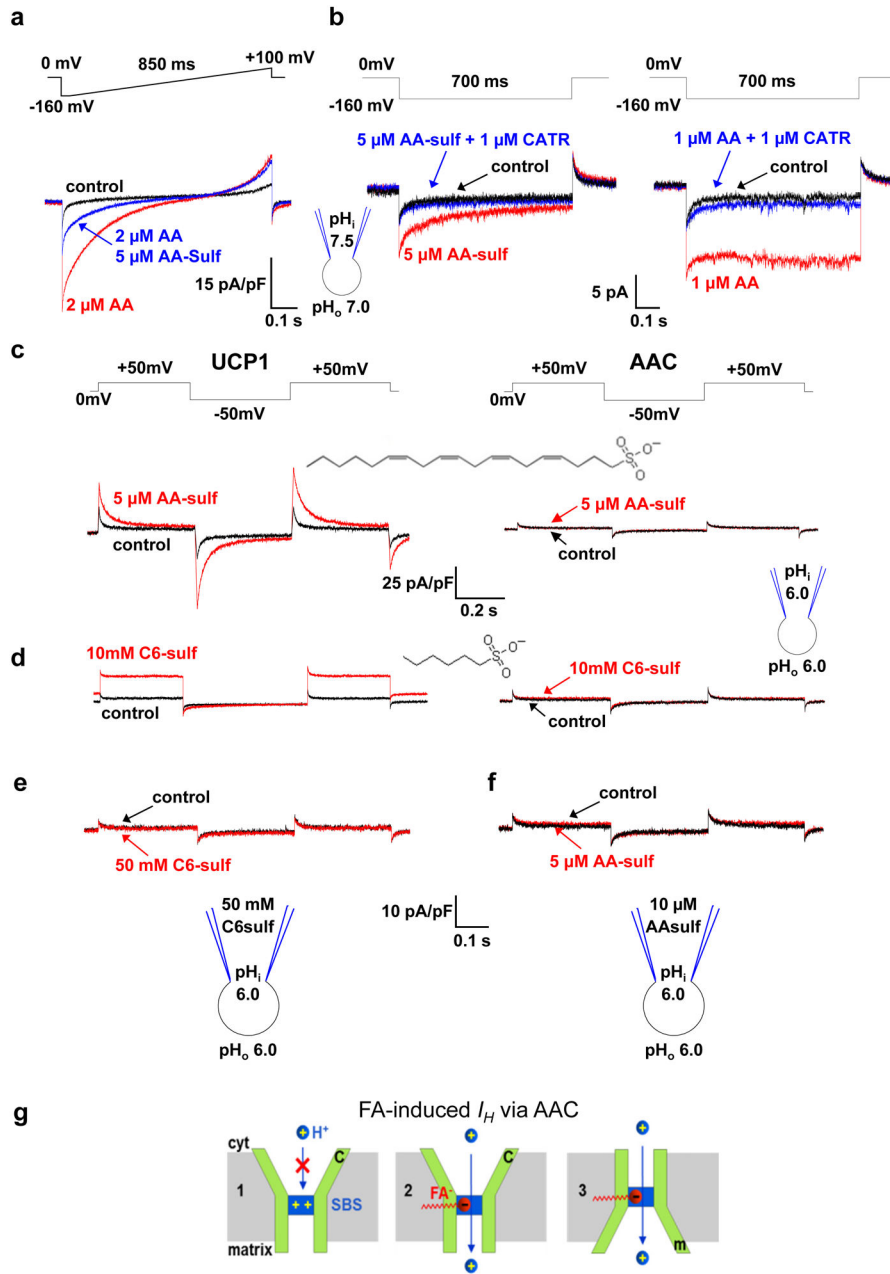 a
0 mV
850 ms
+100 mV
-160 mV
control
2 µM AA
5 µM AA-Sulf
2 µM AA
15 pA/pF
0.1 s
b
0mV
700 ms
-160 mV
5 µM AA-sulf + 1 µM CATR
control
5 µM AA-sulf
pHi
7.5
pHo 7.0
0mV
700 ms
-160 mV
1 µM AA + 1 µM CATR
control
1 µM AA
5 pA
0.1 s
c
UCP1
+50mV
+50mV
0mV
-50mV
5 µM AA-sulf
control
25 pA/pF
0.2 s
O
O
S
O⁻
AAC
+50mV
+50mV
0mV
-50mV
5 µM AA-sulf
control
pHi
6.0
pHo 6.0
d
10mM C6-sulf
control
O
O
S
O⁻
10mM C6-sulf
control
e
control
50 mM C6-sulf
50 mM
C6sulf
pHi
6.0
pHo 6.0
10 pA/pF
0.1 s
f
control
5 µM AA-sulf
10 µM
AAsulf
pHi
6.0
pHo 6.0
g
FA-induced IH via AAC
cyt
matrix
1
+ H⁺
C
+ +
SBS
2
+
C
FA⁻
-
+
3
+
-
m
+